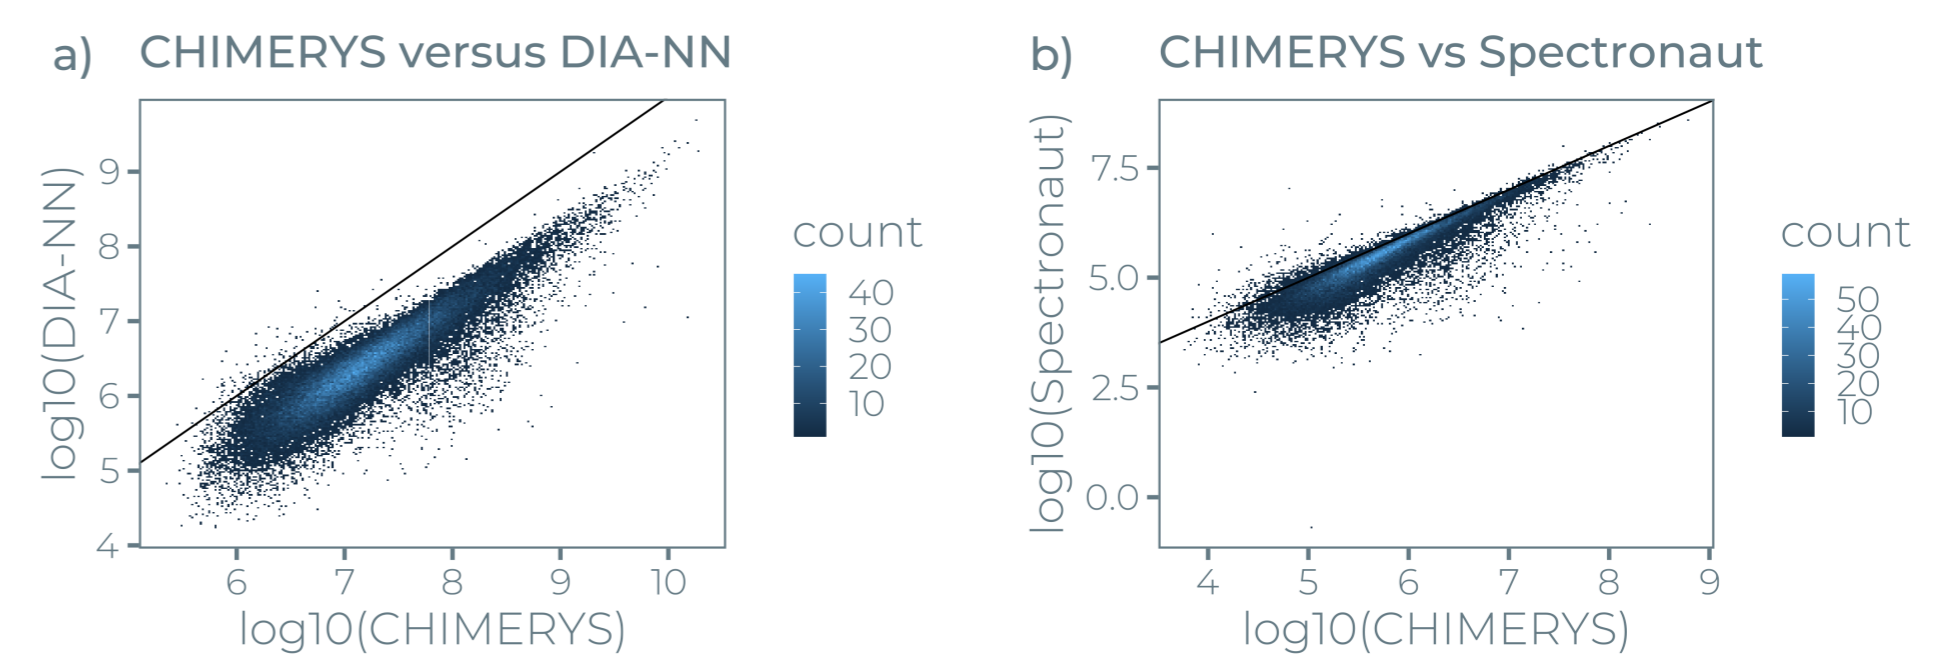 a) CHIMERYS versus DIA-NN
log10(DIA-NN)
9
8
7
6
5
4
6 7 8 9 10
log10(CHIMERYS)
count
40
30
20
10
b) CHIMERYS vs Spectronaut
log10(Spectronaut)
7.5
5.0
2.5
0.0
4 5 6 7 8 9
log10(CHIMERYS)
count
50
40
30
20
10